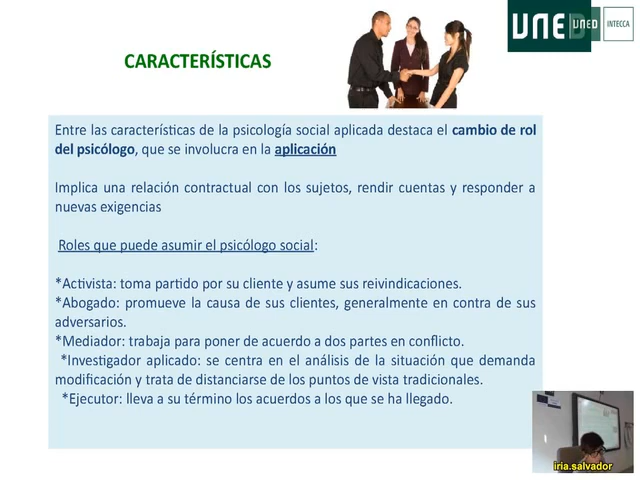 UNED
UNED
INTECCA
CARACTERÍSTICAS
Entre las características de la psicología social aplicada destaca el cambio de rol
del psicólogo, que se involucra en la aplicación
Implica una relación contractual con los sujetos, rendir cuentas y responder a
nuevas exigencias
Roles que puede asumir el psicólogo social:
*Activista: toma partido por su cliente y asume sus reivindicaciones.
*Abogado: promueve la causa de sus clientes, generalmente en contra de sus
adversarios.
*Mediador: trabaja para poner de acuerdo a dos partes en conflicto.
*Investigador aplicado: se centra en el análisis de la situación que demanda
modificación y trata de distanciarse de los puntos de vista tradicionales.
*Ejecutor: lleva a su término los acuerdos a los que se ha llegado.
iria.salvador